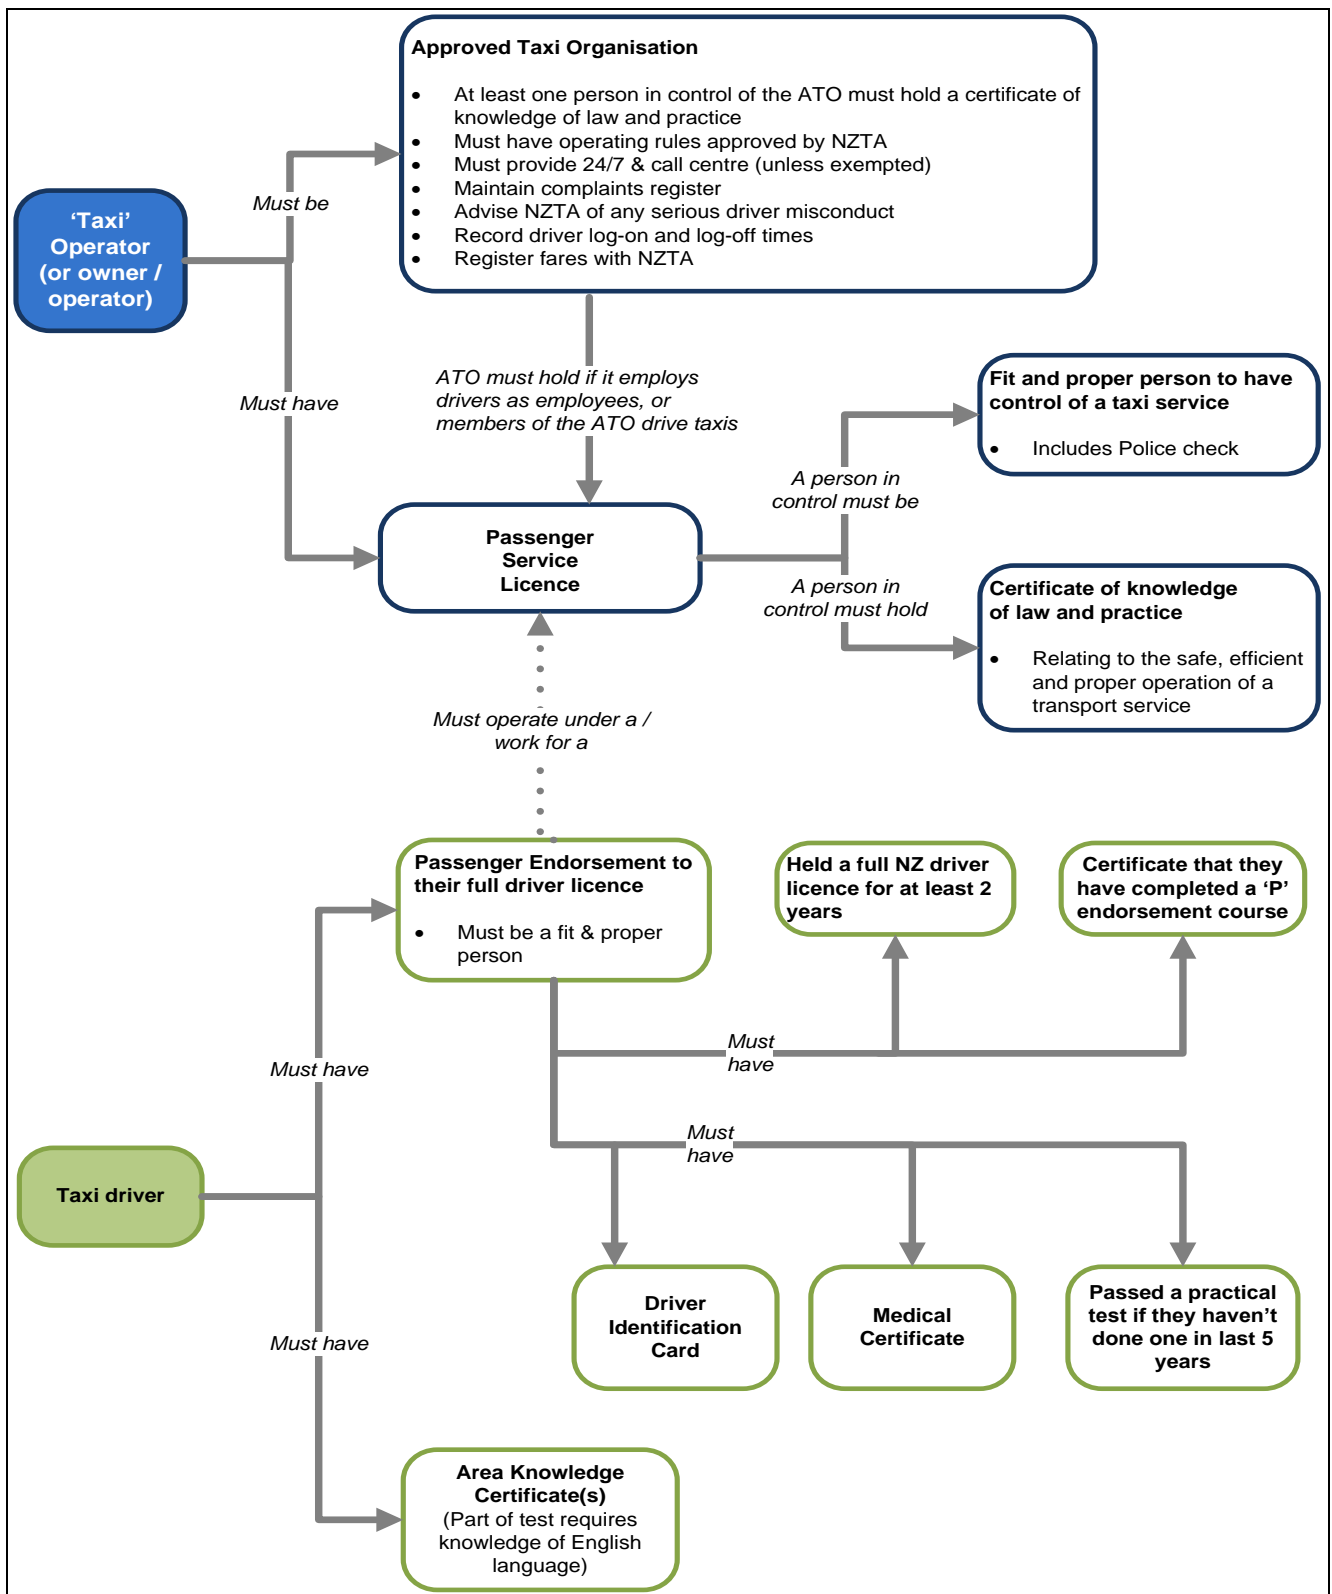 Approved Taxi Organisation
• At least one person in control of the ATO must hold a certificate of
knowledge of law and practice
• Must have operating rules approved by NZTA
• Must provide 24/7 & call centre (unless exempted)
• Maintain complaints register
• Advise NZTA of any serious driver misconduct
• Record driver log-on and log-off times
• Register fares with NZTA
Must be
‘Taxi’
Operator
(or owner /
operator)
Must have
ATO must hold if it employs
drivers as employees, or
members of the ATO drive taxis
Fit and proper person to have
control of a taxi service
• Includes Police check
A person in
control must be
Passenger
Service
Licence
A person in
control must hold
Certificate of knowledge
of law and practice
• Relating to the safe, efficient
and proper operation of a
transport service
Must operate under a /
work for a
Passenger Endorsement to
their full driver licence
• Must be a fit & proper
person
Held a full NZ driver
licence for at least 2
years
Certificate that they
have completed a ‘P’
endorsement course
Must have
Must
have
Must
have
Taxi driver
Driver
Identification
Card
Medical
Certificate
Passed a practical
test if they haven’t
done one in last 5
years
Must have
Area Knowledge
Certificate(s)
(Part of test requires
knowledge of English
language)